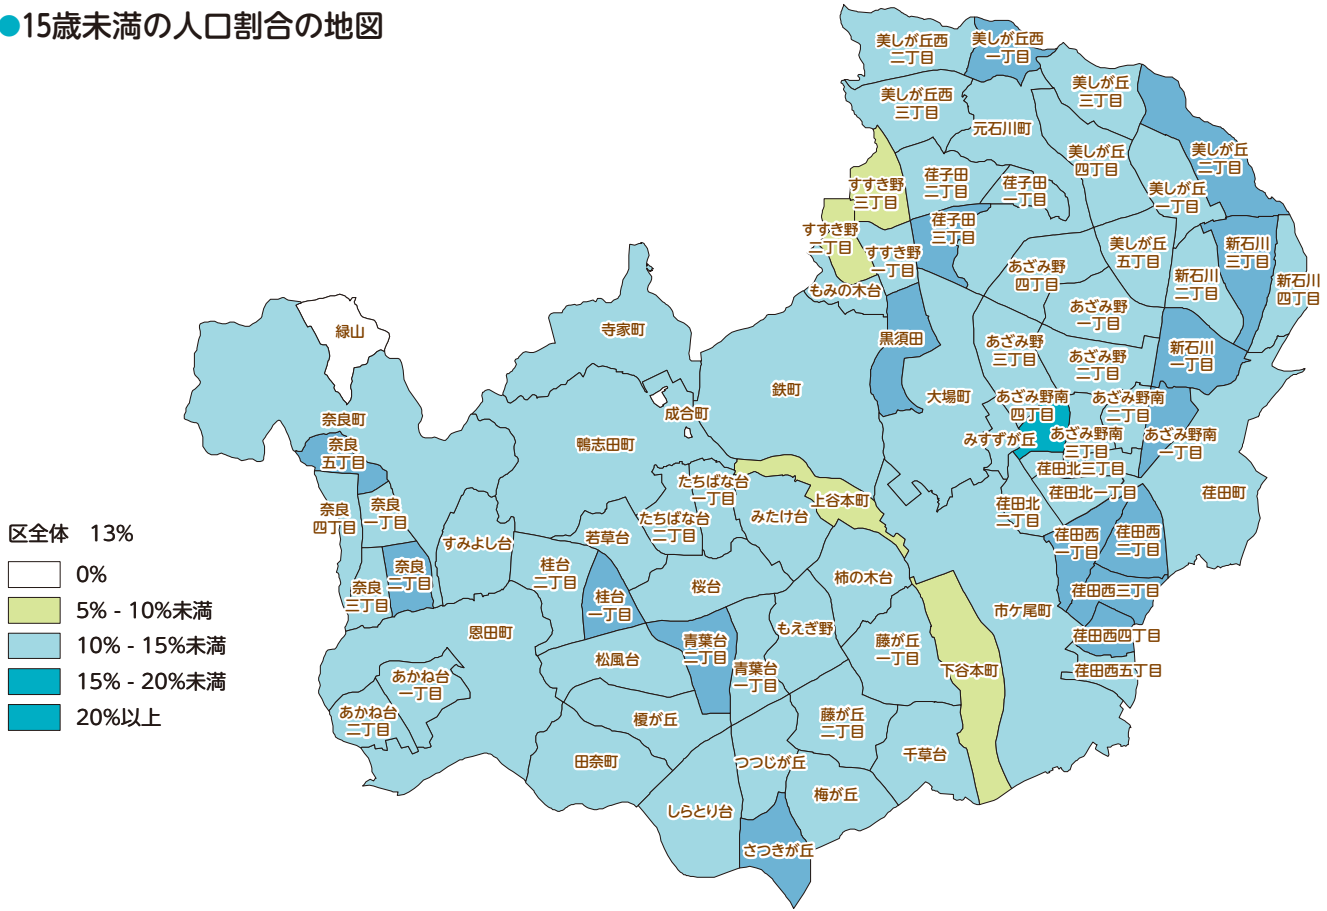 ●15歳未満の人口割合の地図
美しが丘西
二丁目
美しが丘西
一丁目
美しが丘
三丁目
美しが丘西
三丁目
元石川町
美しが丘
四丁目
美しが丘
二丁目
美しが丘
一丁目
すすき野
三丁目
荏子田
二丁目
荏子田
一丁目
荏子田
三丁目
すすき野
二丁目
すすき野
一丁目
もみの木台
あざみ野
四丁目
美しが丘
五丁目
新石川
二丁目
新石川
三丁目
新石川
四丁目
あざみ野
一丁目
緑山
寺家町
黒須田
あざみ野
三丁目
あざみ野
二丁目
新石川
一丁目
鉄町
大場町
あざみ野南
四丁目
あざみ野南
二丁目
成合町
奈良町
鴨志田町
みすずが丘
あざみ野南
三丁目
あざみ野南
一丁目
奈良
五丁目
荏田北三丁目
荏田北一丁目
荏田町
たちばな台
一丁目
上谷本町
奈良
四丁目
奈良
一丁目
たちばな台
二丁目
みたけ台
荏田北
二丁目
すみよし台
若草台
荏田西
一丁目
荏田西
二丁目
区全体 13%
0%
5% - 10%未満
10% - 15%未満
15% - 20%未満
20%以上
奈良
二丁目
奈良
三丁目
桂台
二丁目
桂台
一丁目
桜台
柿の木台
荏田西三丁目
市ケ尾町
恩田町
もえぎ野
荏田西四丁目
青葉台
二丁目
藤が丘
一丁目
松風台
青葉台
一丁目
下谷本町
荏田西五丁目
あかね台
一丁目
あかね台
二丁目
榎が丘
藤が丘
二丁目
田奈町
つつじが丘
千草台
梅が丘
しらとり台
さつきが丘